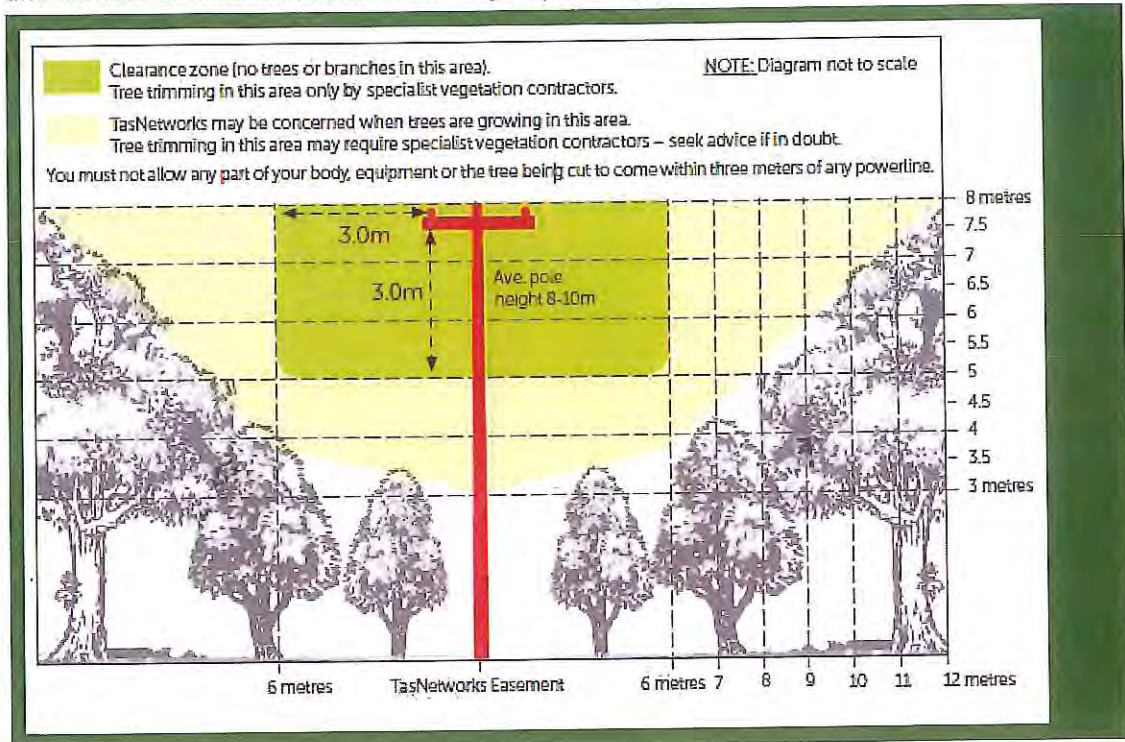 Clearance zone (no trees or branches in this area).
NOTE: Diagram not to scale
Tree trimming in this area only by specialist vegetation contractors.
TasNetworks may be concerned when trees are growing in this area.
Tree trimming in this area may require specialist vegetation contractors – seek advice if in doubt.
You must not allow any part of your body, equipment or the tree being cut to come within three meters of any powerline.
8 metres
7.5
3.0m
7
Ave. pole
height 8-10m
3.0m
6.5
6
5.5
5
4.5
4
3.5
3 metres
6 metres
TasNetworks Easement
6 metres 7 8 9 10 11 12 metres